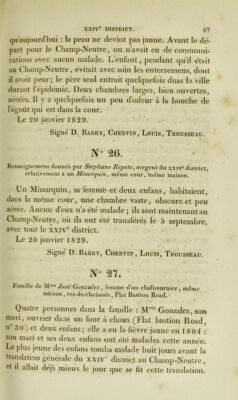 XXIVe DISTRICT. 47
qu'aujourd'hui : la peau ne devint pas jaune. Avant le dé-
part pour le Champ-Neutre, on n'avait eu de communi-
cations avec aucun malade. L'enfant, pendant qu'il était
au Champ-Neutre, évitait avec soin les enterremens, dont
il avait peur; le père seul entrait quelquefois dnas la ville
durant l'épidémie. Deux chambres larges, bien ouvertes,
aérées. Il y a quelquefois un peu d'odeur à la bouche de
l'égoût qui est dans la cour.
Le 20 janvier 1829.
Signé D. BARRY, CHERVIN, LOUIS, TROUSSEAU.
N° 26.
Renseignemens donnés par Stephano Repeto, sergent du XXIVe district,
relativement à un Minorquin, même cour, même maison.
Un Minorquin, sa femme et deux enfans, habitaient,
dans la même cour, une chambre vaste, obscure et peu
aérée. Aucun d'eux n'a été malade ; ils sont maintenant au
Champ-Neutre, où ils ont été transférés le 5 septembre,
avec tout le XXIVe district.
Le 20 janvier 1829.
Signé D. BARRY, CHERVIN, LOUIS, TROUSSEAU.
N° 27.
Famille de Mme José Gonzalez, femme d'un chafournier, même
maison, rez-de-chaussée, Flat Bastion Road.
Quatre personnes dans la famille : Mme Gonzalez, son
mari, ouvrier dans un four à chaux (Flat bastion Road,
n° 30) et deux enfans; elle a eu la fièvre jaune en 1804 :
son mari et ses deux enfans ont été malades cette année.
Le plus jeune des enfans tomba malade huit jours avant la
translation générale du XXIVe district au Champ-Neutre,
et il allait déjà mieux le jour que se fit cette translation.